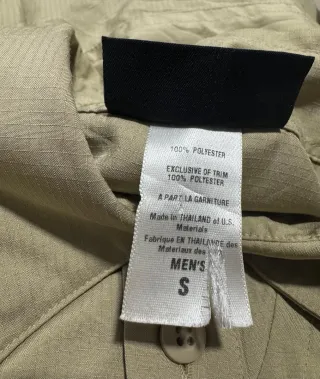 100% POLYESTER
EXCLUSIVE OF TRIM
100% POLYESTER
A PART LA GARNITURE
Made in THAILAND of U.S.
Materials
Fabrique EN THAILANDE des
Materiaux des
MEN'S
S